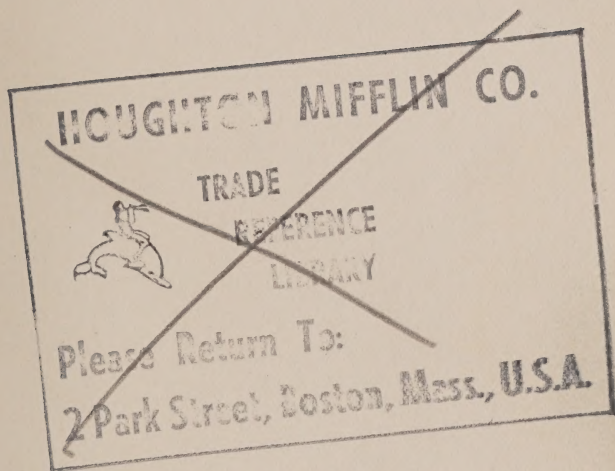 HOUGHTON MIFFLIN CO.
TRADE
REFERENCE
LIBRARY
Please Return To:
2 Park Street, Boston, Mass., U.S.A.